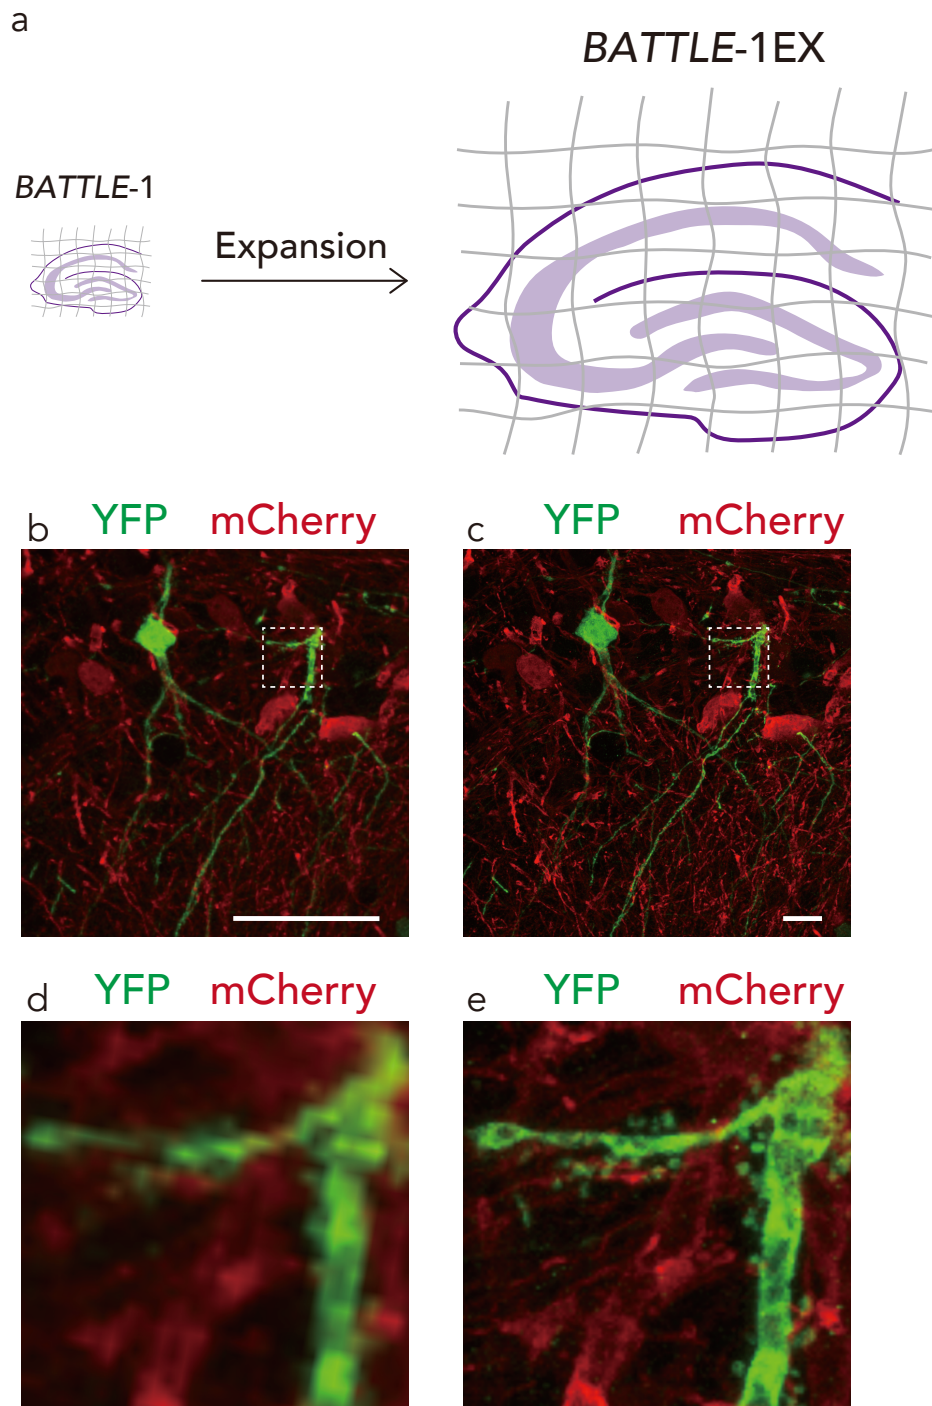 a
BATTLE-1EX
BATTLE-1
Expansion
b YFP mCherry
c YFP mCherry
d YFP mCherry
e YFP mCherry